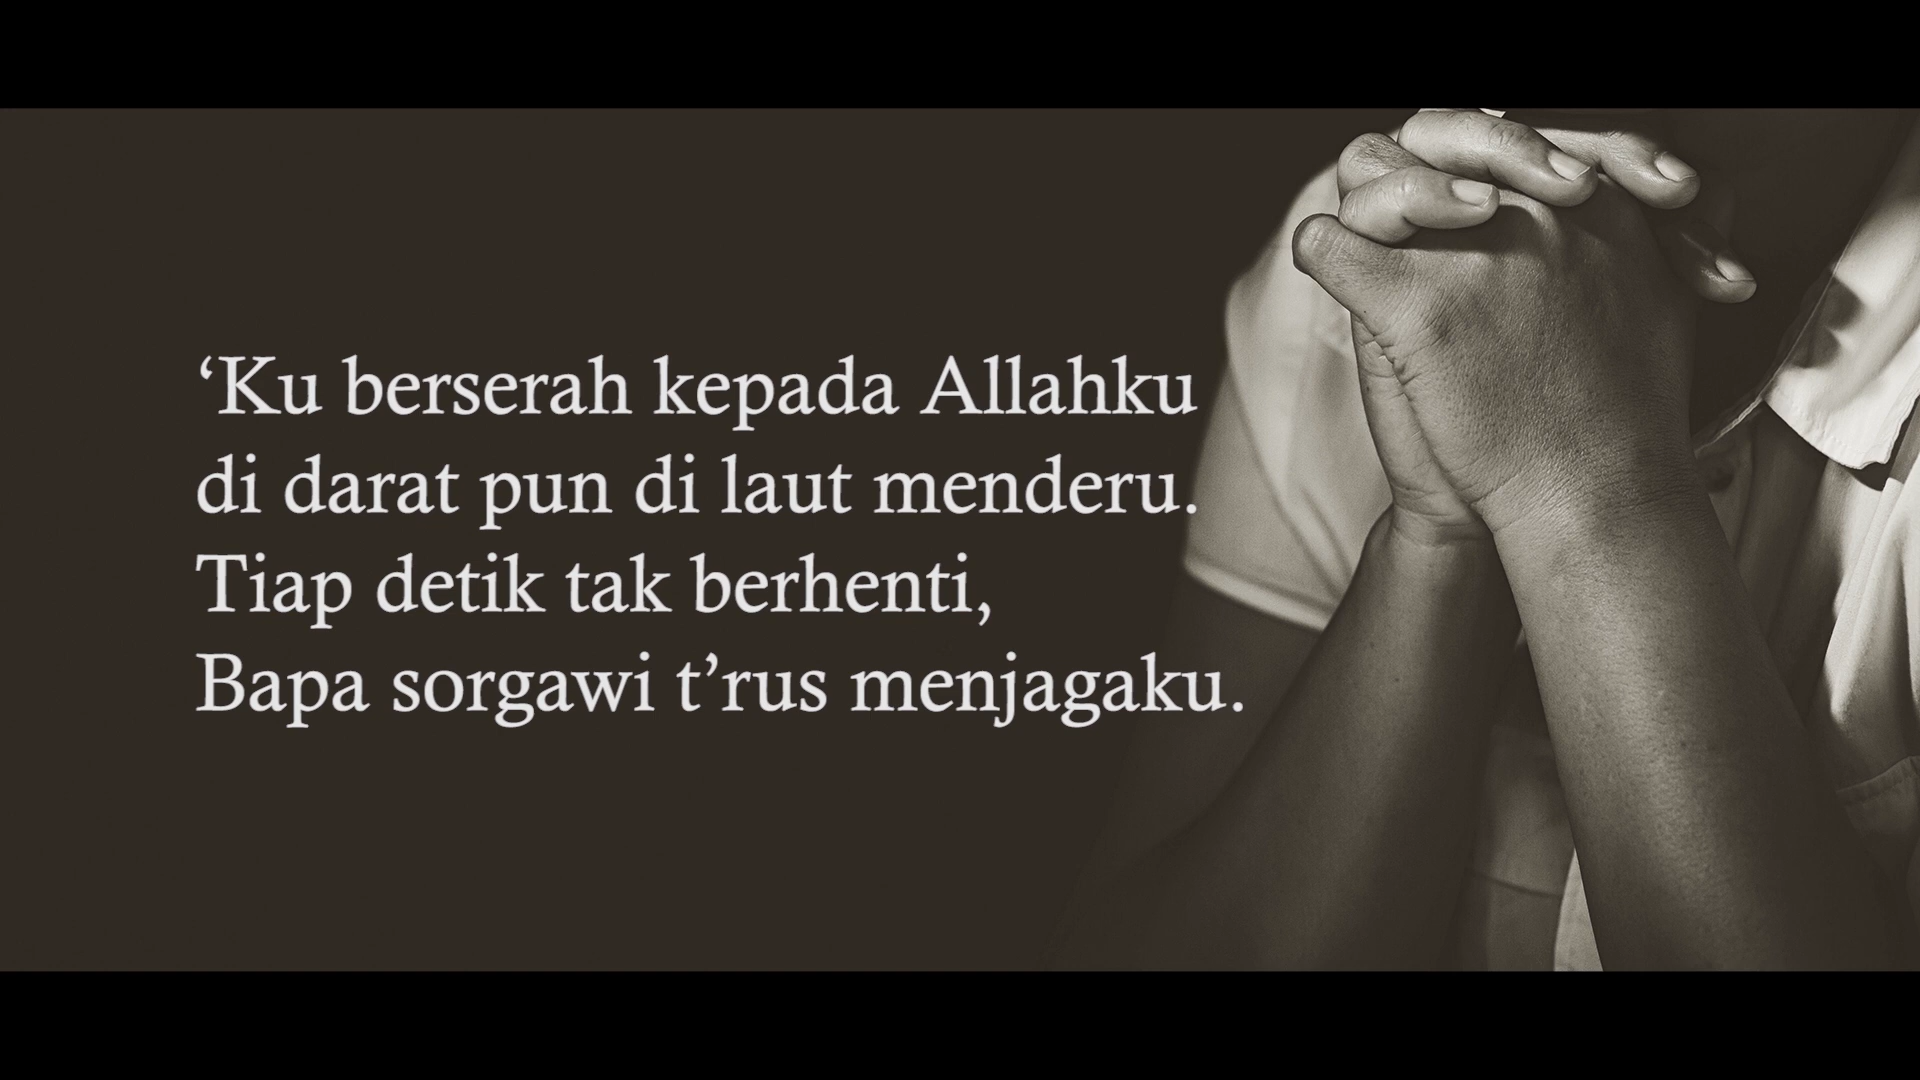 ‘Ku berserah kepada Allahku
di darat pun di laut menderu.
Tiap detik tak berhenti,
Bapa sorgawi t’rus menjagaku.